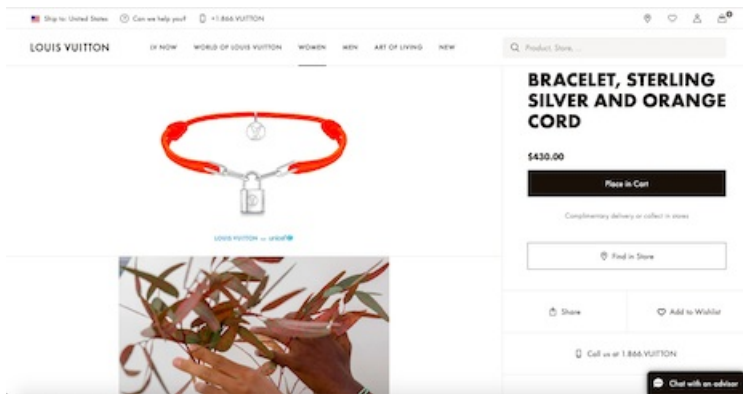 Ship to: United States Can we help you? +1.866.VUITTON
0
LOUIS VUITTON LV NOW WORLD OF LOUIS VUITTON WOMEN MEN ART OF LIVING NEW Product, Store, ...
BRACELET, STERLING
SILVER AND ORANGE
CORD
$430.00
Place in Cart
Complimentary delivery or collect in stores
LOUIS VUITTON for unicef
Find in Store
Share Add to Wishlist
Call us at 1.866.VUITTON
Chat with an advisor